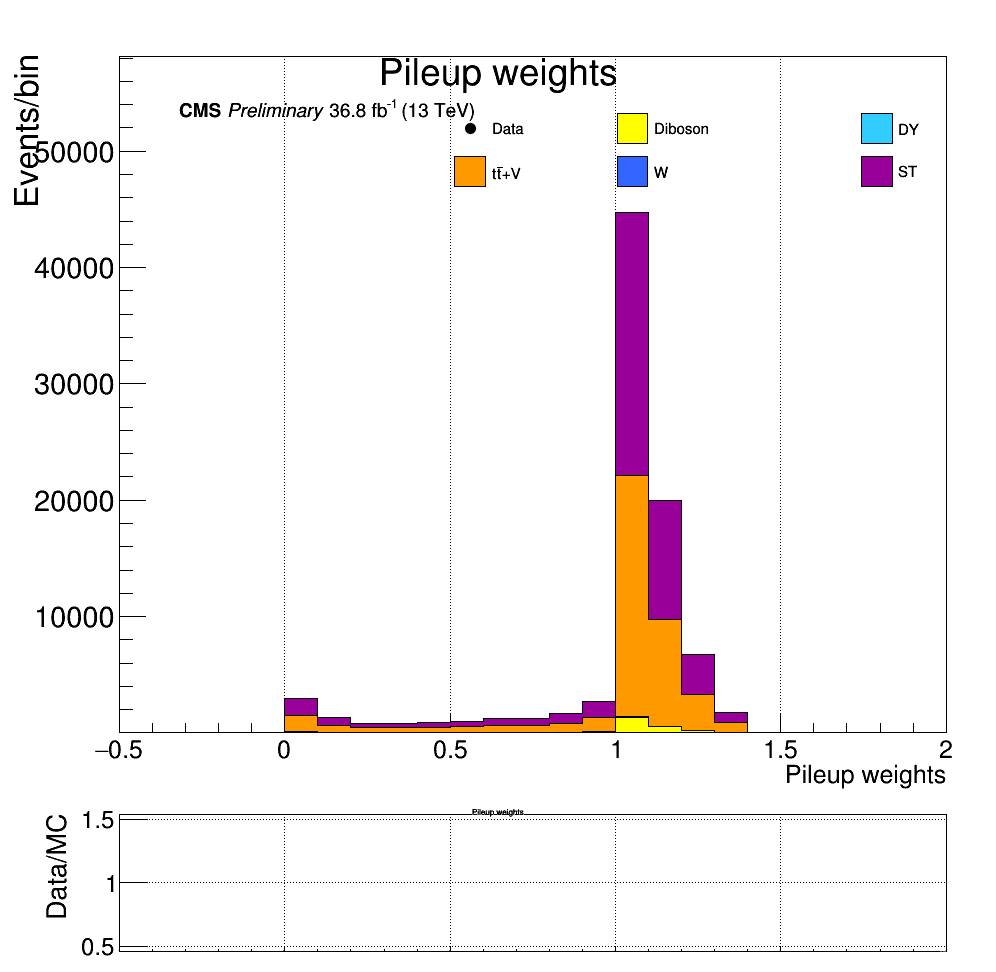 Pileup weights
CMS Preliminary 36.8 fb-1 (13 TeV)
Data
Diboson
DY
tt̄+V
W
ST
Events/bin
50000
40000
30000
20000
10000
−0.5 0 0.5 1 1.5 2
Pileup weights
Pileup weights
Data/MC
1.5
1
0.5